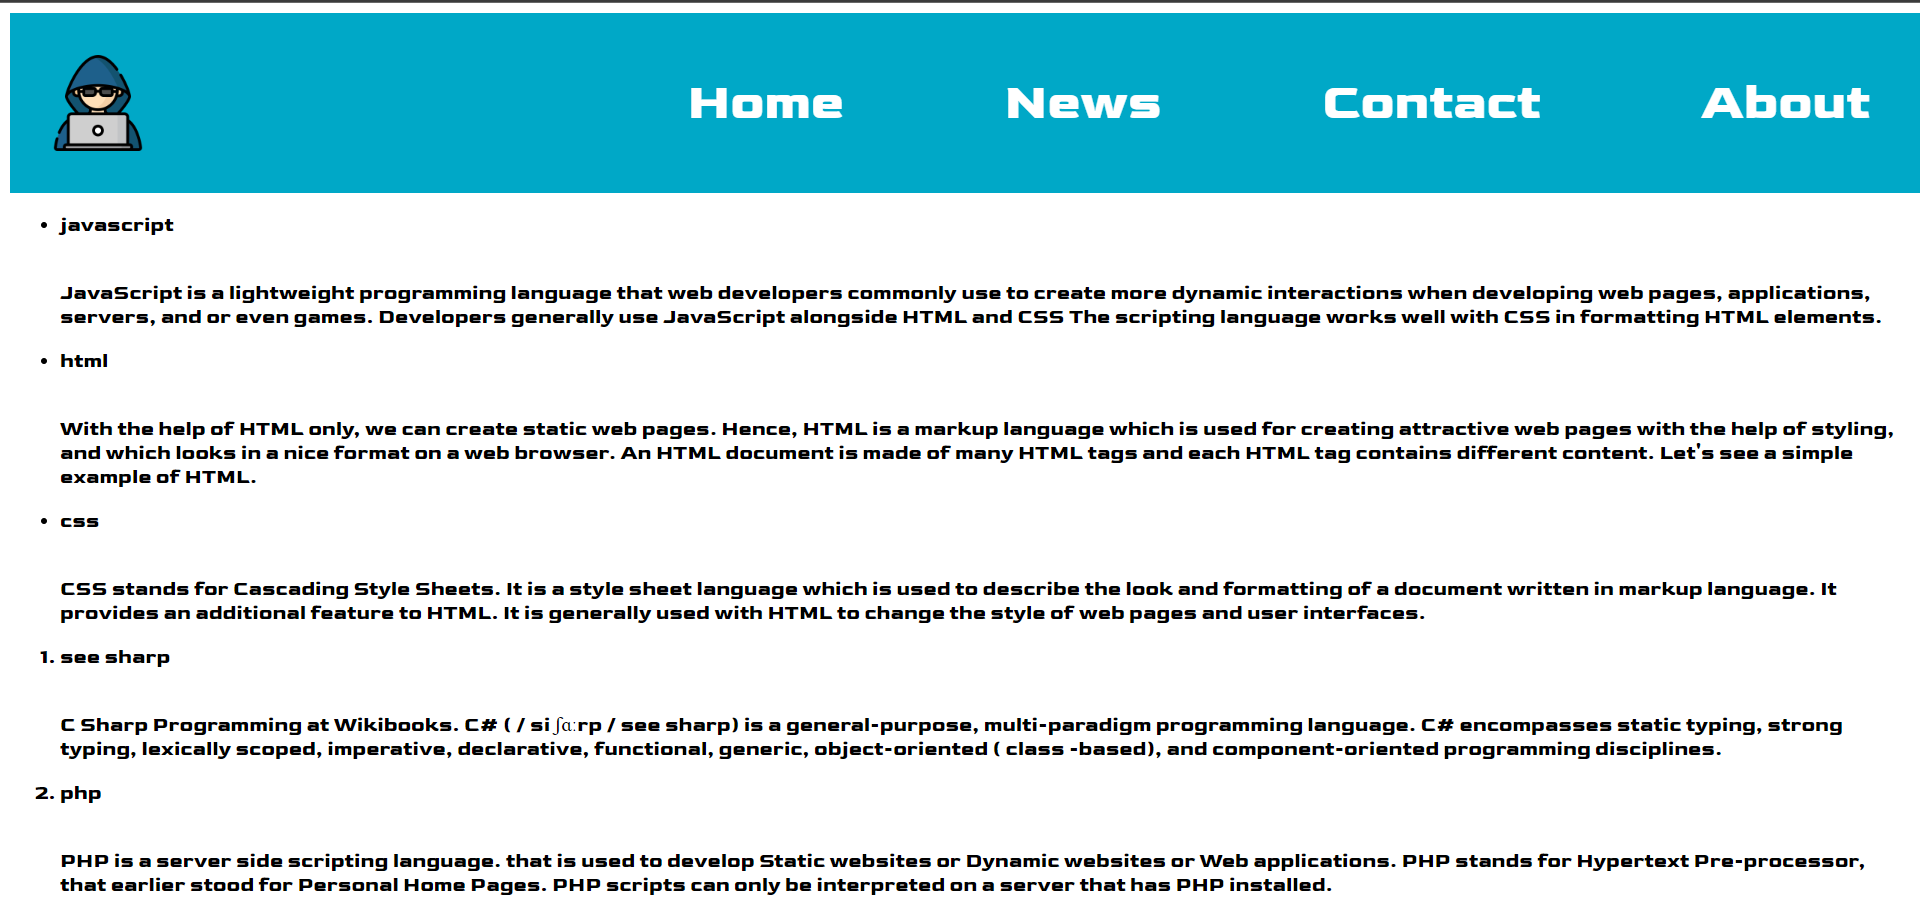 Home News Contact About
• javascript
JavaScript is a lightweight programming language that web developers commonly use to create more dynamic interactions when developing web pages, applications,
servers, and or even games. Developers generally use JavaScript alongside HTML and CSS The scripting language works well with CSS in formatting HTML elements.
• html
With the help of HTML only, we can create static web pages. Hence, HTML is a markup language which is used for creating attractive web pages with the help of styling,
and which looks in a nice format on a web browser. An HTML document is made of many HTML tags and each HTML tag contains different content. Let's see a simple
example of HTML.
• css
CSS stands for Cascading Style Sheets. It is a style sheet language which is used to describe the look and formatting of a document written in markup language. It
provides an additional feature to HTML. It is generally used with HTML to change the style of web pages and user interfaces.
1. see sharp
C Sharp Programming at Wikibooks. C# ( / si ʃɑːrp / see sharp) is a general-purpose, multi-paradigm programming language. C# encompasses static typing, strong
typing, lexically scoped, imperative, declarative, functional, generic, object-oriented ( class -based), and component-oriented programming disciplines.
2. php
PHP is a server side scripting language. that is used to develop Static websites or Dynamic websites or Web applications. PHP stands for Hypertext Pre-processor,
that earlier stood for Personal Home Pages. PHP scripts can only be interpreted on a server that has PHP installed.